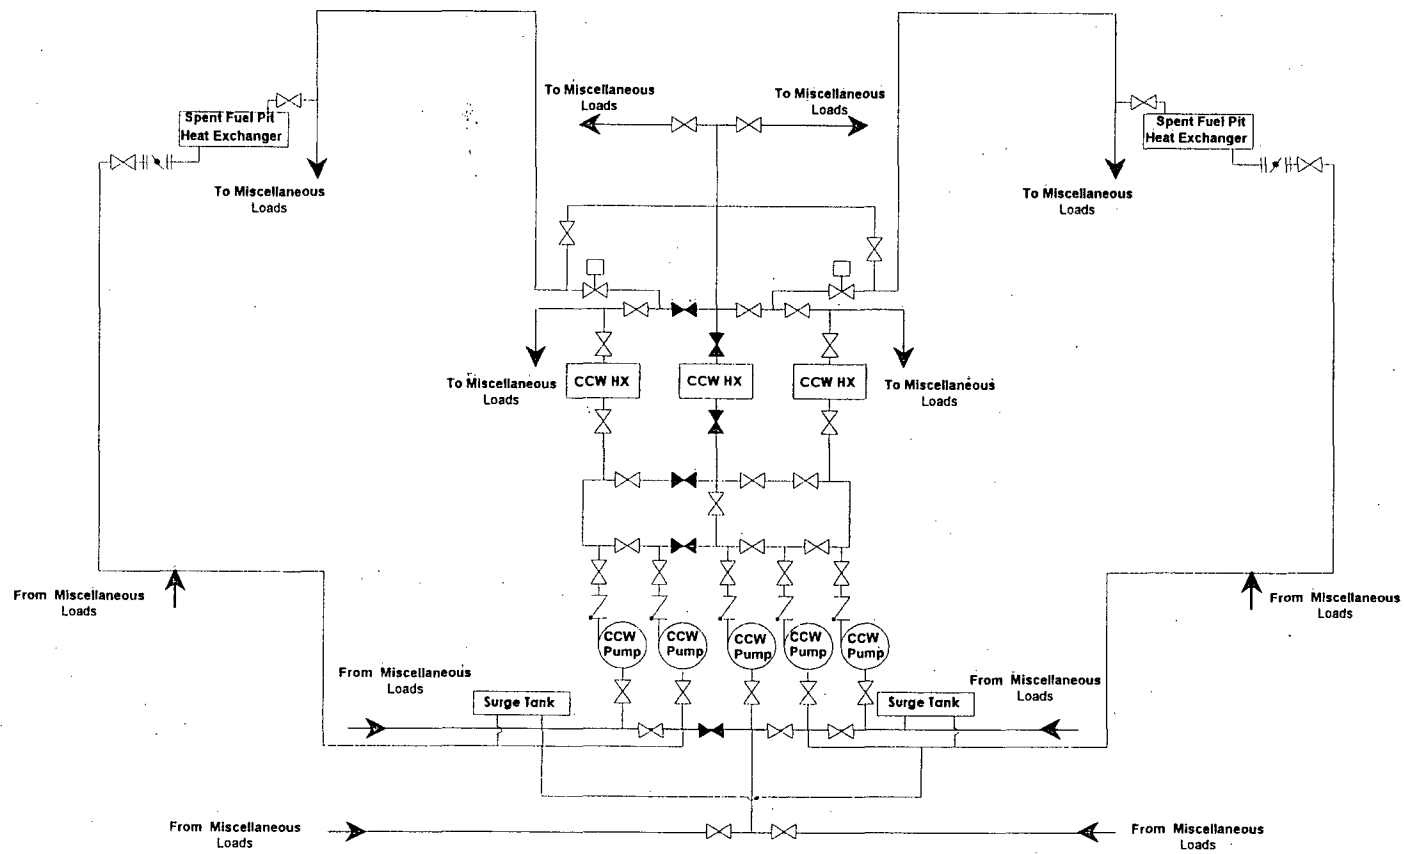 To Miscellaneous
Loads
To Miscellaneous
Loads
Spent Fuel Pit
Heat Exchanger
Spent Fuel Pit
Heat Exchanger
To Miscellaneous
Loads
To Miscellaneous
Loads
To Miscellaneous
Loads
CCW HX
CCW HX
CCW HX
To Miscellaneous
Loads
From Miscellaneous
Loads
From Miscellaneous
Loads
CCW
Pump
CCW
Pump
CCW
Pump
CCW
Pump
CCW
Pump
From Miscellaneous
Loads
From Miscellaneous
Loads
Surge Tank
Surge Tank
From Miscellaneous
Loads
From Miscellaneous
Loads